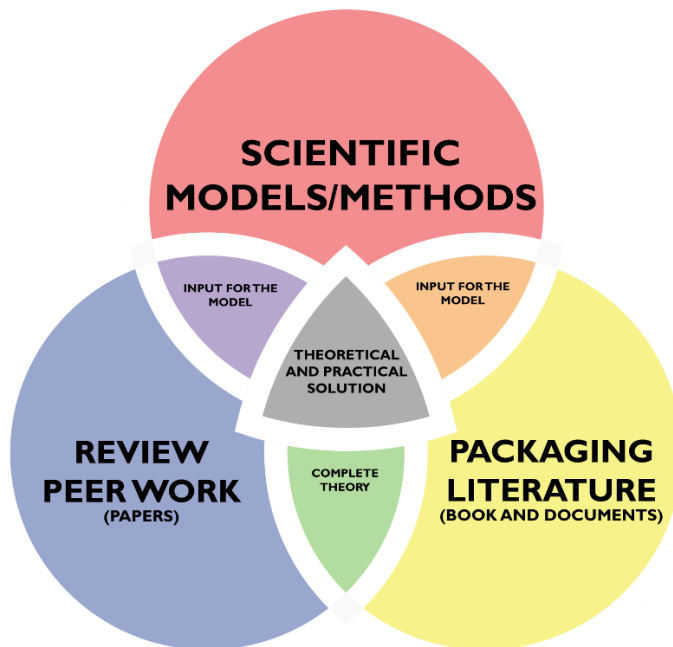 SCIENTIFIC
MODELS/METHODS
INPUT FOR THE
MODEL
INPUT FOR THE
MODEL
THEORETICAL
AND PRACTICAL
SOLUTION
REVIEW
PEER WORK
(PAPERS)
COMPLETE
THEORY
PACKAGING
LITERATURE
(BOOK AND DOCUMENTS)